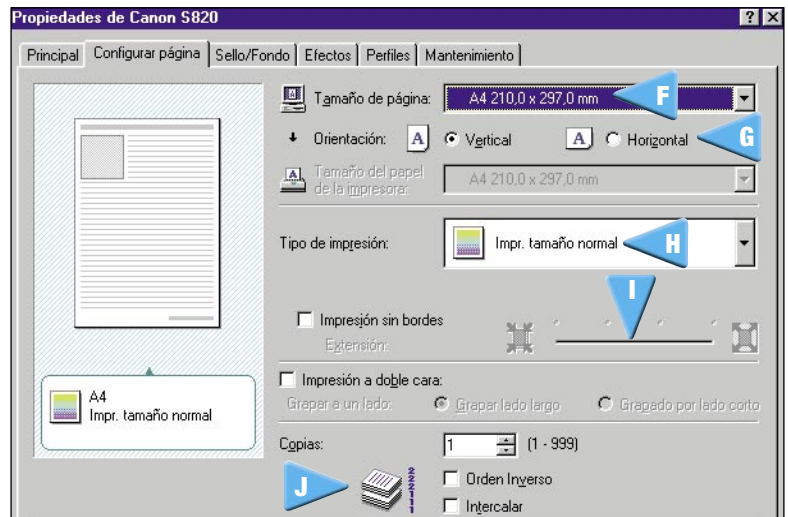 Propiedades de Canon S820
Principal Configurar página Sello/Fondo Efectos Perfiles Mantenimiento
Tamaño de página: A4 210,0 x 297,0 mm F
Orientación: A Vertical A Horizontal G
Tamaño del papel
de la impresora: A4 210,0 x 297,0 mm
Tipo de impresión: Impr. tamaño normal H
I
Impresión sin bordes
Extensión:
A4
Impr. tamaño normal
Impresión a doble cara:
Grapar a un lado: Grapar lado largo Grapado por lado corto
Copias: 1 (1 - 999)
J
222111
Orden Inverso
Intercalar